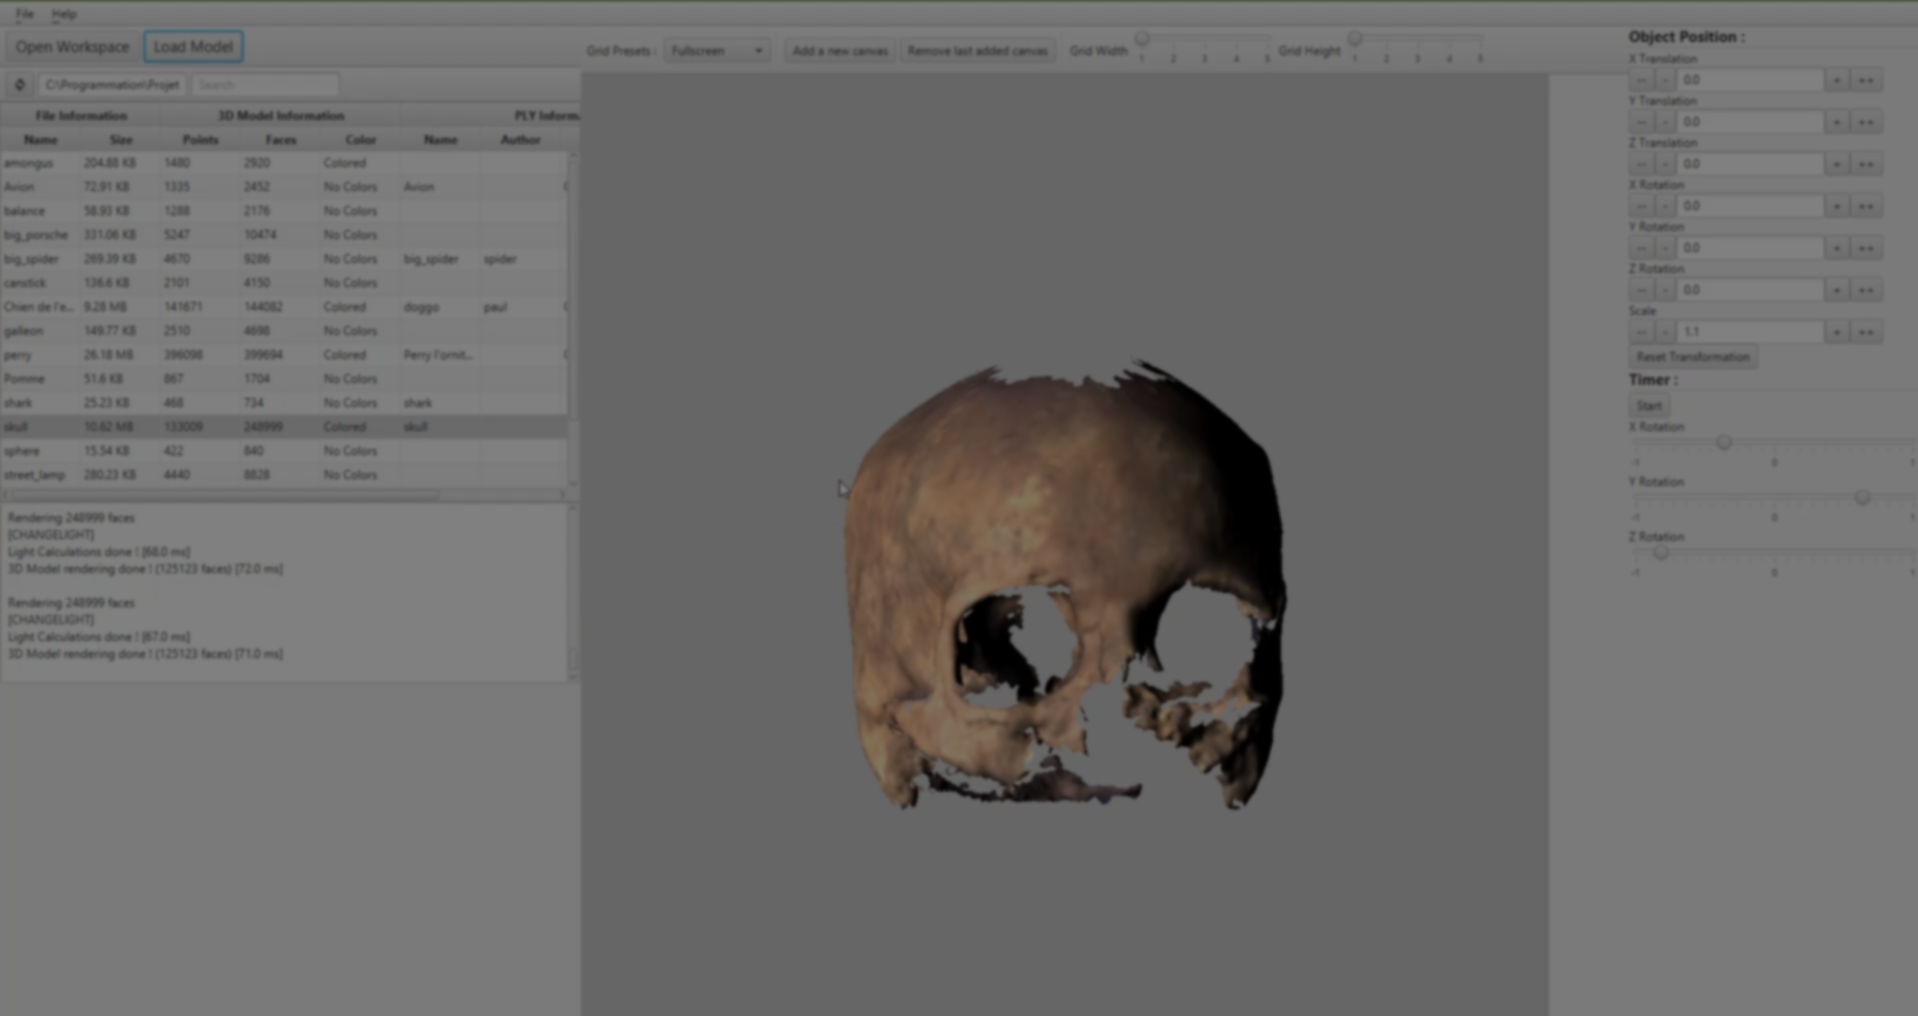 File Help
Open Workspace Load Model
Grid Presets : Fullscreen Add a new canvas Remove last added canvas Grid Width 1 2 3 4 5 Grid Height 1 2 3 4 5
C:\Programmation\Projet Search
File Information 3D Model Information PLY Inform
Name Size Points Faces Color Name Author
amongus 204.88 KB 1480 2920 Colored
Avion 72.91 KB 1335 2452 No Colors Avion
balance 58.93 KB 1288 2176 No Colors
big_porsche 331.06 KB 5247 10474 No Colors
big_spider 269.39 KB 4670 9286 No Colors big_spider spider
canstick 136.6 KB 2101 4150 No Colors
Chien de l'e... 9.28 MB 141671 144082 Colored doggo paul
galleon 149.77 KB 2510 4698 No Colors
perry 26.18 MB 396098 399694 Colored Perry l'ornit...
Pomme 51.6 KB 867 1704 No Colors
shark 25.23 KB 468 734 No Colors shark
skull 10.62 MB 133009 248999 Colored skull
sphere 15.54 KB 422 840 No Colors
street_lamp 280.23 KB 4440 8828 No Colors
Rendering 248999 faces
[CHANGELIGHT]
Light Calculations done ! [68.0 ms]
3D Model rendering done ! (125123 faces) [72.0 ms]
Rendering 248999 faces
[CHANGELIGHT]
Light Calculations done ! [67.0 ms]
3D Model rendering done ! (125123 faces) [71.0 ms]
Object Position :
X Translation
-- - 0.0 + ++
Y Translation
-- - 0.0 + ++
Z Translation
-- - 0.0 + ++
X Rotation
-- - 0.0 + ++
Y Rotation
-- - 0.0 + ++
Z Rotation
-- - 0.0 + ++
Scale
-- - 1.1 + ++
Reset Transformation
Timer :
Start
X Rotation
-1 0 1
Y Rotation
-1 0 1
Z Rotation
-1 0 1